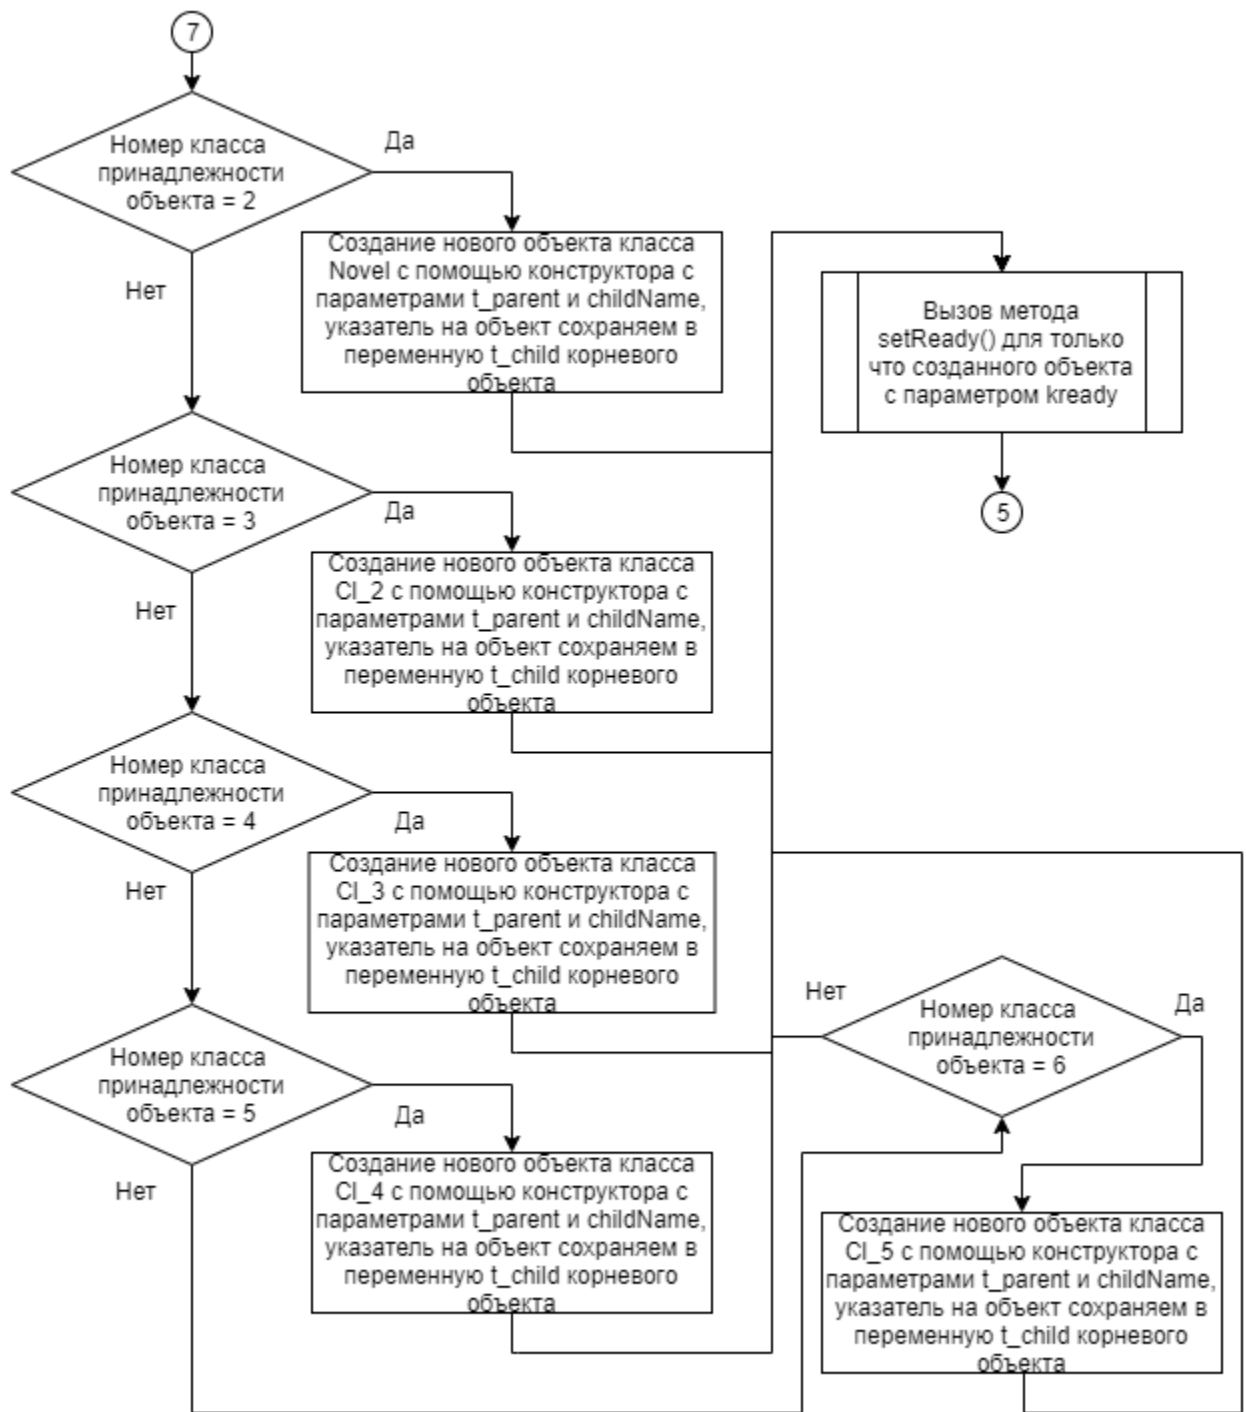 7
Номер класса
принадлежности
объекта = 2
Да
Нет
Создание нового объекта класса
Novel с помощью конструктора с
параметрами t_parent и childName,
указатель на объект сохраняем в
переменную t_child корневого
объекта
Вызов метода
setReady() для только
что созданного объекта
с параметром kready
5
Номер класса
принадлежности
объекта = 3
Да
Нет
Создание нового объекта класса
Cl_2 с помощью конструктора с
параметрами t_parent и childName,
указатель на объект сохраняем в
переменную t_child корневого
объекта
Номер класса
принадлежности
объекта = 4
Да
Нет
Создание нового объекта класса
Cl_3 с помощью конструктора с
параметрами t_parent и childName,
указатель на объект сохраняем в
переменную t_child корневого
объекта
Номер класса
принадлежности
объекта = 5
Да
Нет
Создание нового объекта класса
Cl_4 с помощью конструктора с
параметрами t_parent и childName,
указатель на объект сохраняем в
переменную t_child корневого
объекта
Нет
Номер класса
принадлежности
объекта = 6
Да
Создание нового объекта класса
Cl_5 с помощью конструктора с
параметрами t_parent и childName,
указатель на объект сохраняем в
переменную t_child корневого
объекта